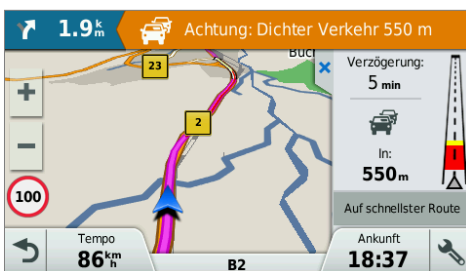 1.9 km
Achtung: Dichter Verkehr 550 m
23
2
Buch
Verzögerung:
5 min
In:
550 m
Auf schnellster Route
100
Tempo
86 km/h
B2
Ankunft
18:37